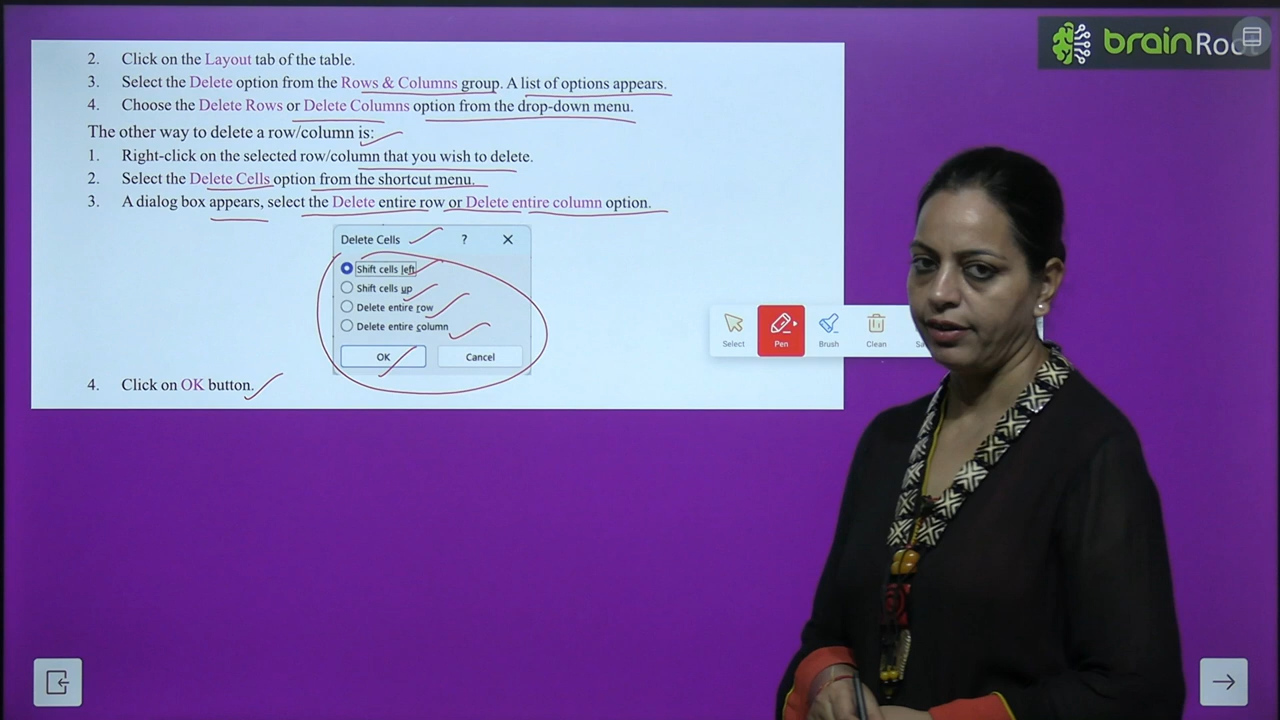 brainRoot
2. Click on the Layout tab of the table.
3. Select the Delete option from the Rows & Columns group. A list of options appears.
4. Choose the Delete Rows or Delete Columns option from the drop-down menu.
The other way to delete a row/column is:
1. Right-click on the selected row/column that you wish to delete.
2. Select the Delete Cells option from the shortcut menu.
3. A dialog box appears, select the Delete entire row or Delete entire column option.
Delete Cells ?
Shift cells left
Shift cells up
Delete entire row
Delete entire column
OK Cancel
Select Pen Brush Clean
4. Click on OK button.